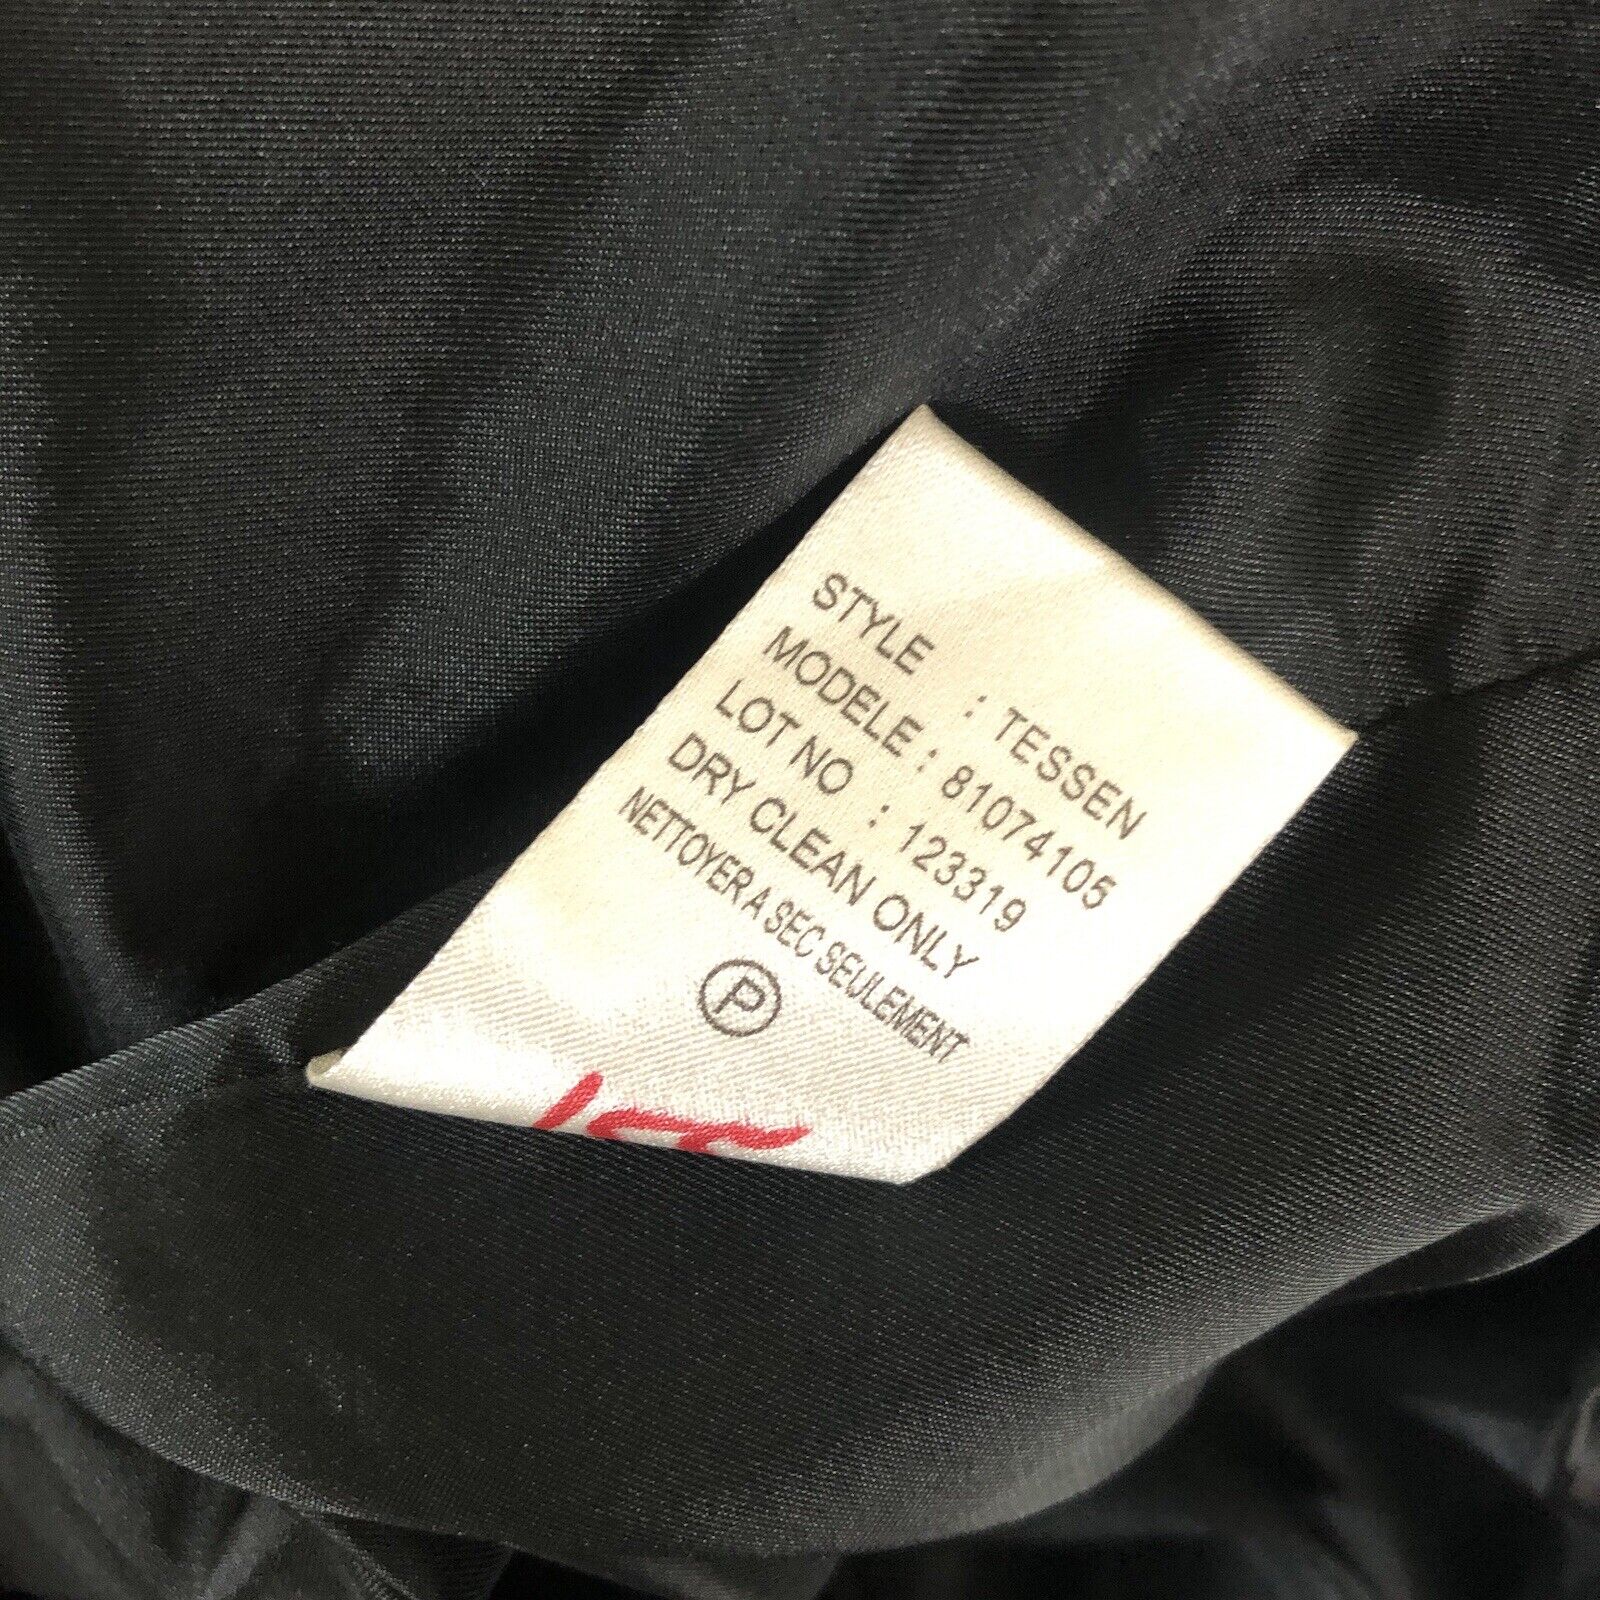 STYLE : TESSEN
MODELE : 81074105
LOT NO : 123319
DRY CLEAN ONLY
NETTOYER A SEC SEULEMENT
P